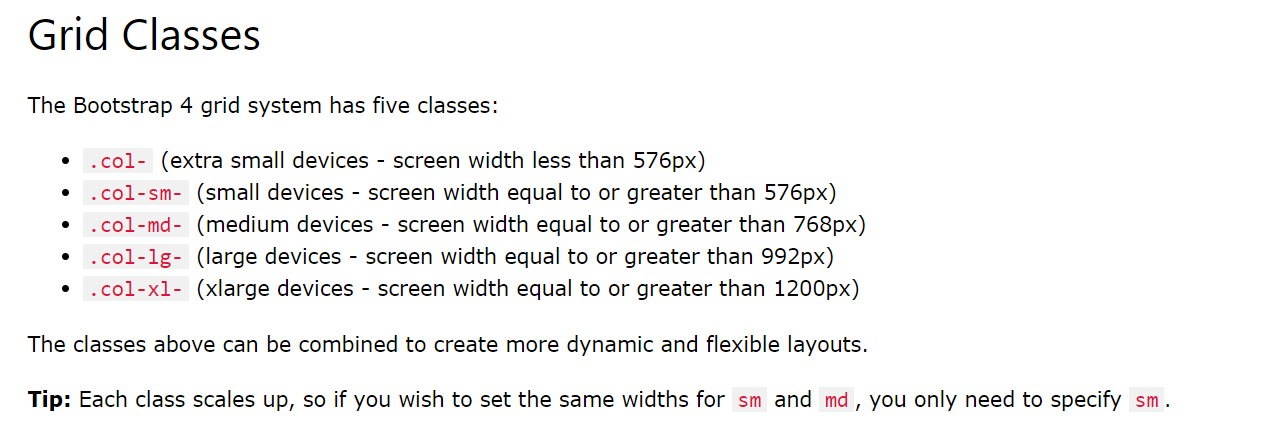 Grid Classes
The Bootstrap 4 grid system has five classes:
• .col- (extra small devices - screen width less than 576px)
• .col-sm- (small devices - screen width equal to or greater than 576px)
• .col-md- (medium devices - screen width equal to or greater than 768px)
• .col-lg- (large devices - screen width equal to or greater than 992px)
• .col-xl- (xlarge devices - screen width equal to or greater than 1200px)
The classes above can be combined to create more dynamic and flexible layouts.
Tip: Each class scales up, so if you wish to set the same widths for sm and md, you only need to specify sm.